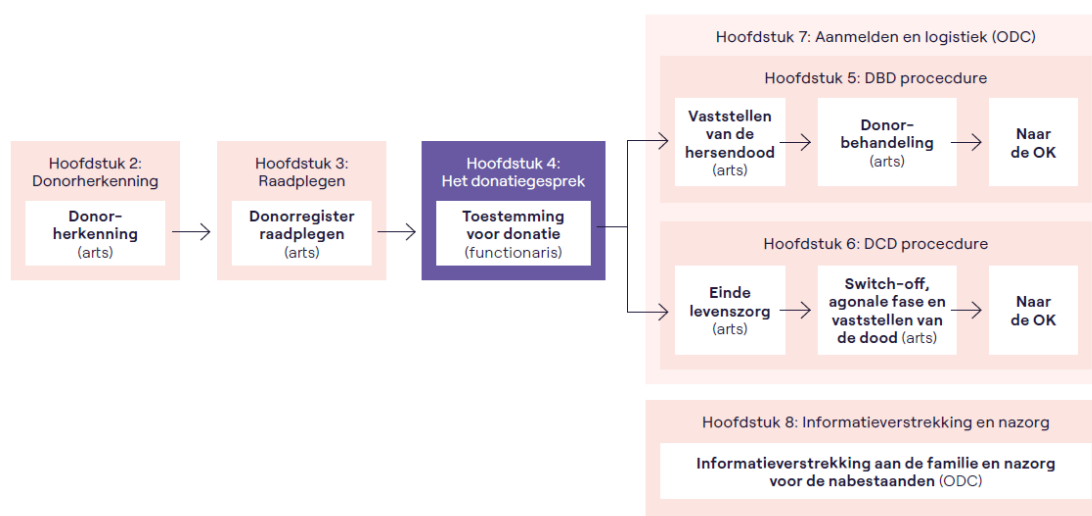 Hoofdstuk 2:
Donorherkenning
Donor-
herkenning
(arts)
Hoofdstuk 3:
Raadplegen
Donorregister
raadplegen
(arts)
Hoofdstuk 4:
Het donatiegesprek
Toestemming
voor donatie
(functionaris)
Hoofdstuk 7: Aanmelden en logistiek (ODC)
Hoofdstuk 5: DBD procecdure
Vaststellen
van de
hersendood
(arts)
Donor-
behandeling
(arts)
Naar
de OK
Hoofdstuk 6: DCD procecdure
Einde
levenszorg
(arts)
Switch-off,
agonale fase en
vaststellen van
de dood (arts)
Naar
de OK
Hoofdstuk 8: Informatieverstrekking en nazorg
Informatieverstrekking aan de familie en nazorg
voor de nabestaanden (ODC)